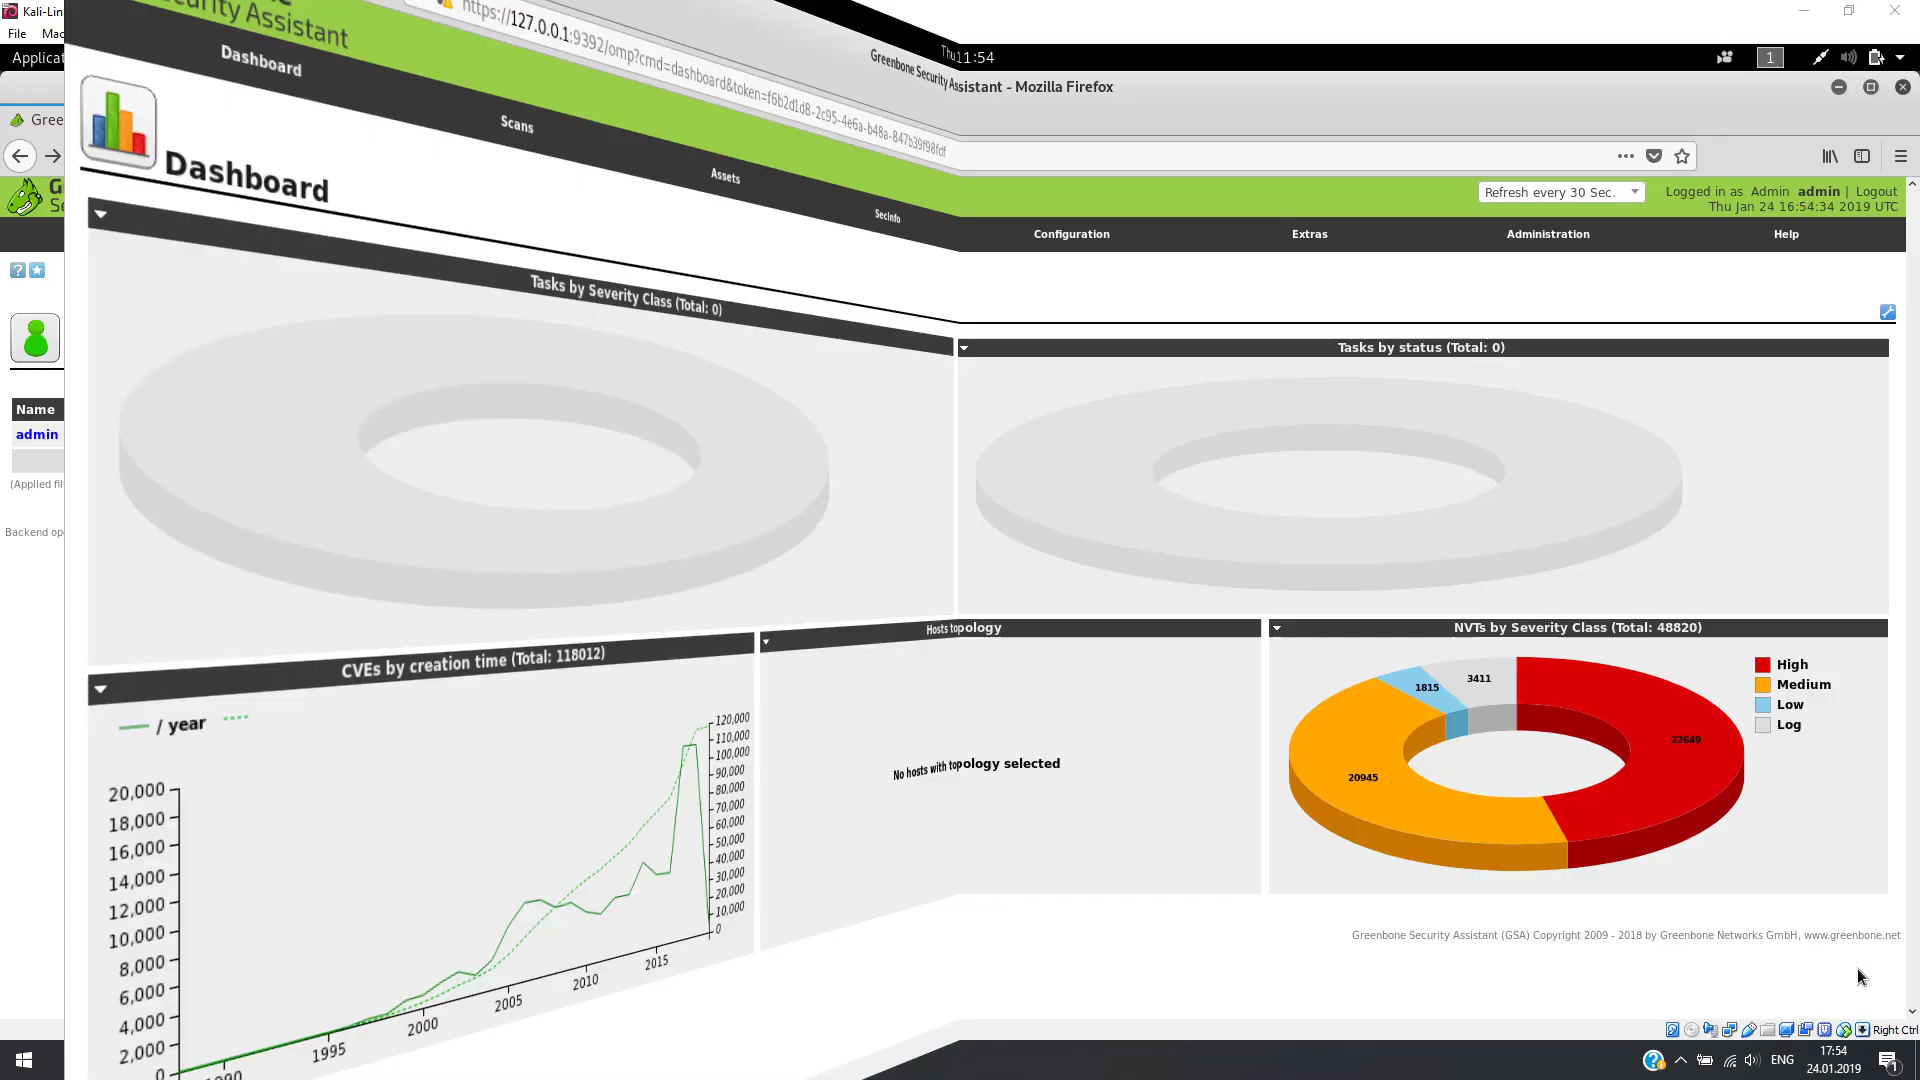 Kali-Lin
File Mac
Applicat
Thu 11:54
1
Greenbone Security Assistant - Mozilla Firefox
Gree
https://127.0.0.1:9392/omp?cmd=dashboard&token=f6b2d1d8-2c95-4e6a-b48a-847b39f98fdf
Security Assistant
G
Se
Refresh every 30 Sec.
Logged in as Admin admin | Logout
Thu Jan 24 16:54:34 2019 UTC
Dashboard
Scans
Assets
SecInfo
Configuration
Extras
Administration
Help
Dashboard
Name
admin
(Applied fil
Backend op
Tasks by Severity Class (Total: 0)
Tasks by status (Total: 0)
CVEs by creation time (Total: 118012)
/ year
20,000
18,000
16,000
14,000
12,000
10,000
8,000
6,000
4,000
2,000
0
120,000
110,000
100,000
90,000
80,000
70,000
60,000
50,000
40,000
30,000
20,000
10,000
0
1995
2000
2005
2010
2015
Hosts topology
No hosts with topology selected
NVTs by Severity Class (Total: 48820)
High
Medium
Low
Log
22649
20945
1815
3411
Greenbone Security Assistant (GSA) Copyright 2009 - 2018 by Greenbone Networks GmbH, www.greenbone.net
Right Ctrl
ENG
17:54
24.01.2019
1